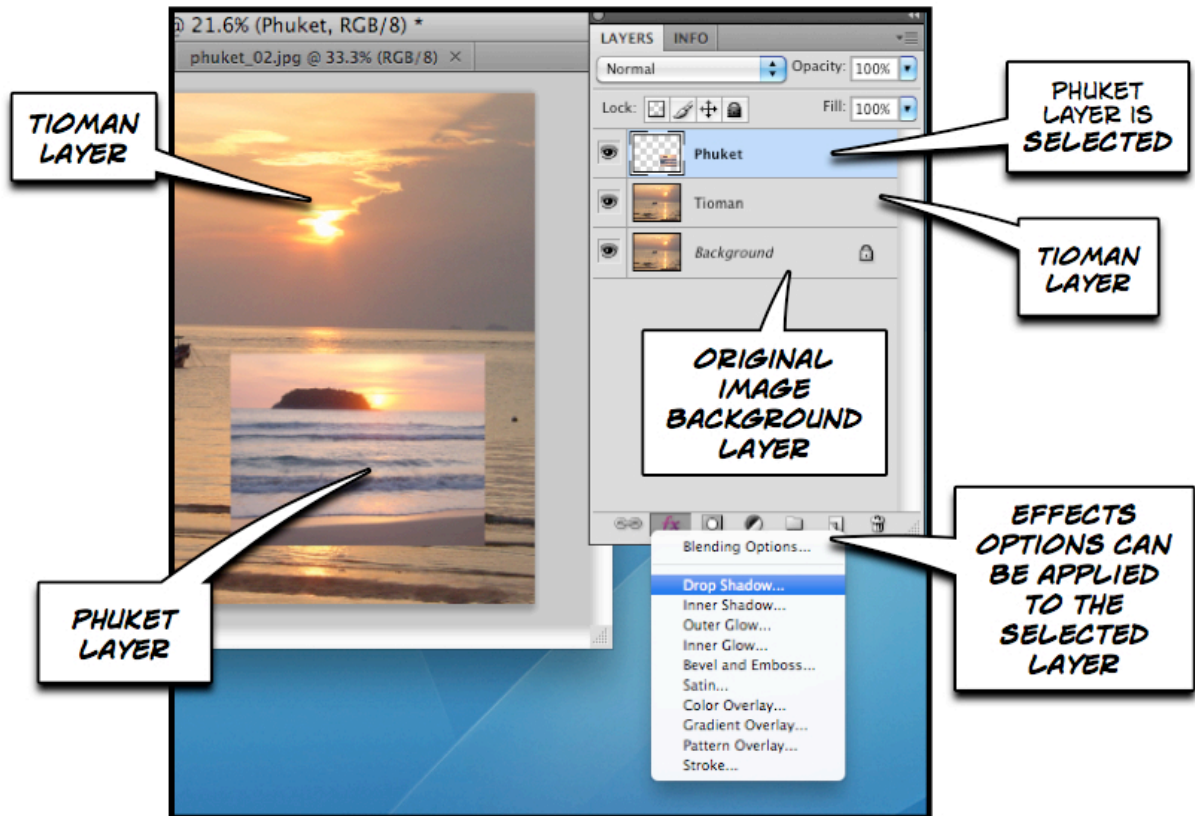 @ 21.6% (Phuket, RGB/8) *
phuket_02.jpg @ 33.3% (RGB/8) ×
LAYERS INFO
Normal Opacity: 100%
Lock: Fill: 100%
Phuket
Tioman
Background
TIOMAN
LAYER
PHUKET
LAYER IS
SELECTED
TIOMAN
LAYER
ORIGINAL
IMAGE
BACKGROUND
LAYER
PHUKET
LAYER
fx
EFFECTS
OPTIONS CAN
BE APPLIED
TO THE
SELECTED
LAYER
Blending Options...
Drop Shadow...
Inner Shadow...
Outer Glow...
Inner Glow...
Bevel and Emboss...
Satin...
Color Overlay...
Gradient Overlay...
Pattern Overlay...
Stroke...